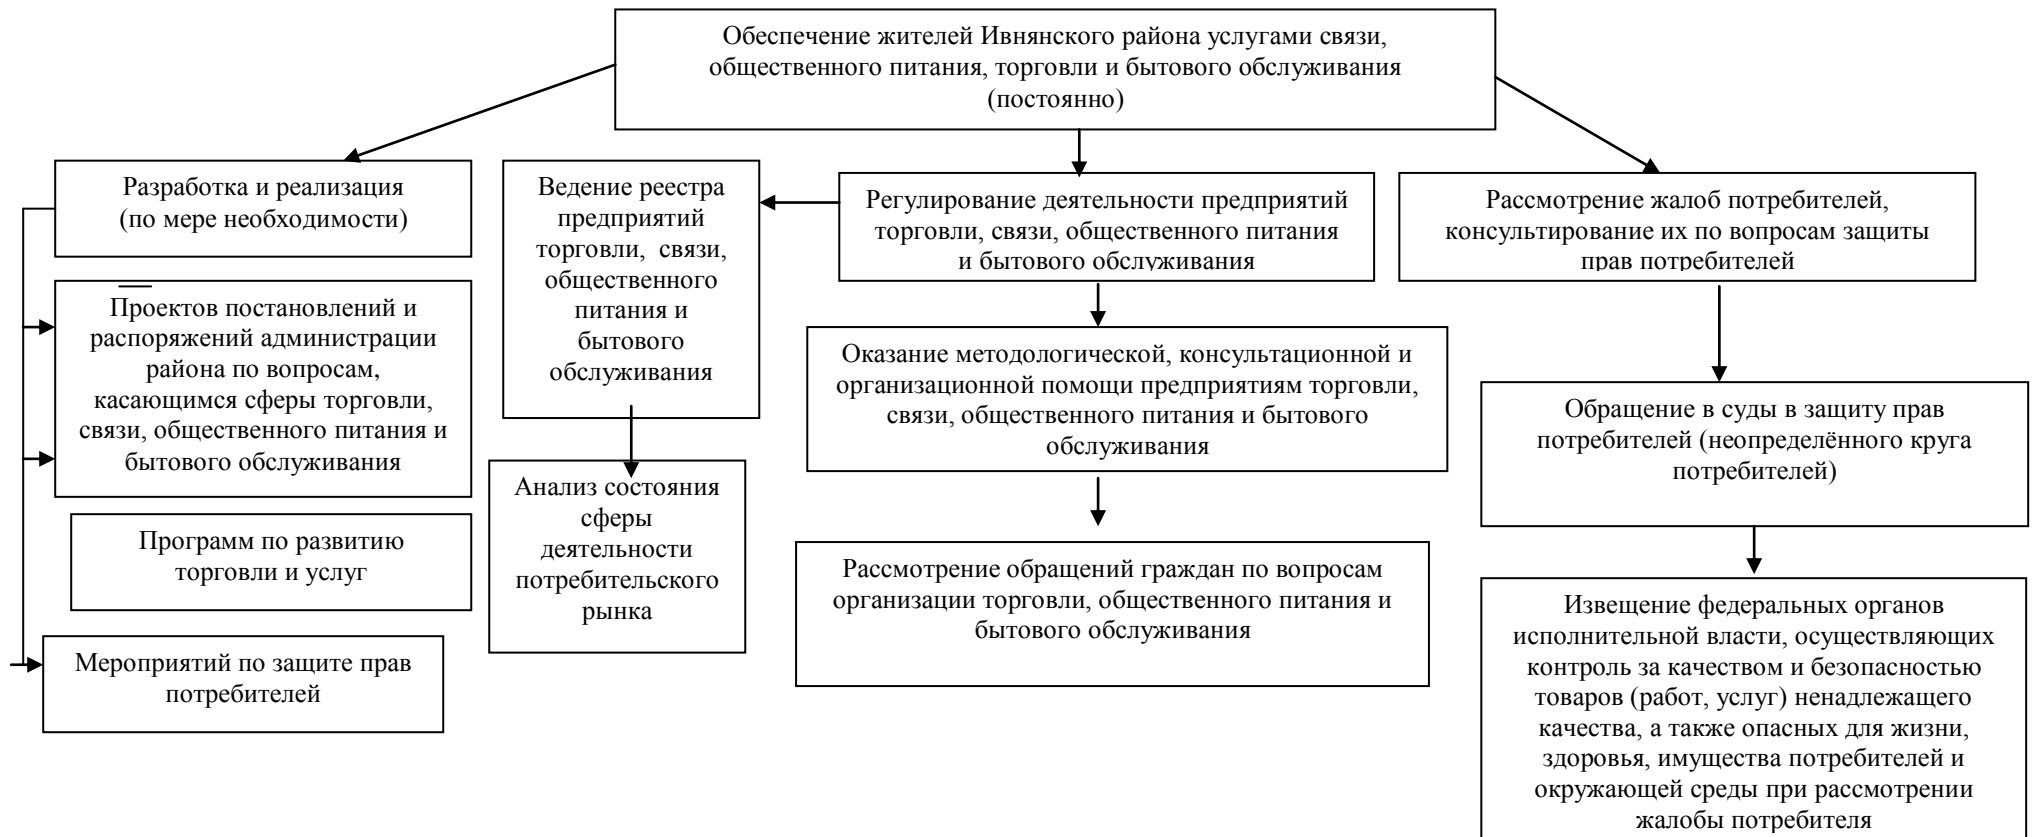 Обеспечение жителей Ивнянского района услугами связи,
общественного питания, торговли и бытового обслуживания
(постоянно)
Разработка и реализация
(по мере необходимости)
Проектов постановлений и
распоряжений администрации
района по вопросам,
касающимся сферы торговли,
связи, общественного питания и
бытового обслуживания
Программ по развитию
торговли и услуг
Мероприятий по защите прав
потребителей
Ведение реестра
предприятий
торговли, связи,
общественного
питания и
бытового
обслуживания
Анализ состояния
сферы
деятельности
потребительского
рынка
Регулирование деятельности предприятий
торговли, связи, общественного питания
и бытового обслуживания
Оказание методологической, консультационной и
организационной помощи предприятиям торговли,
связи, общественного питания и бытового
обслуживания
Рассмотрение обращений граждан по вопросам
организации торговли, общественного питания и
бытового обслуживания
Рассмотрение жалоб потребителей,
консультирование их по вопросам защиты
прав потребителей
Обращение в суды в защиту прав
потребителей (неопределённого круга
потребителей)
Извещение федеральных органов
исполнительной власти, осуществляющих
контроль за качеством и безопасностью
товаров (работ, услуг) ненадлежащего
качества, а также опасных для жизни,
здоровья, имущества потребителей и
окружающей среды при рассмотрении
жалобы потребителя